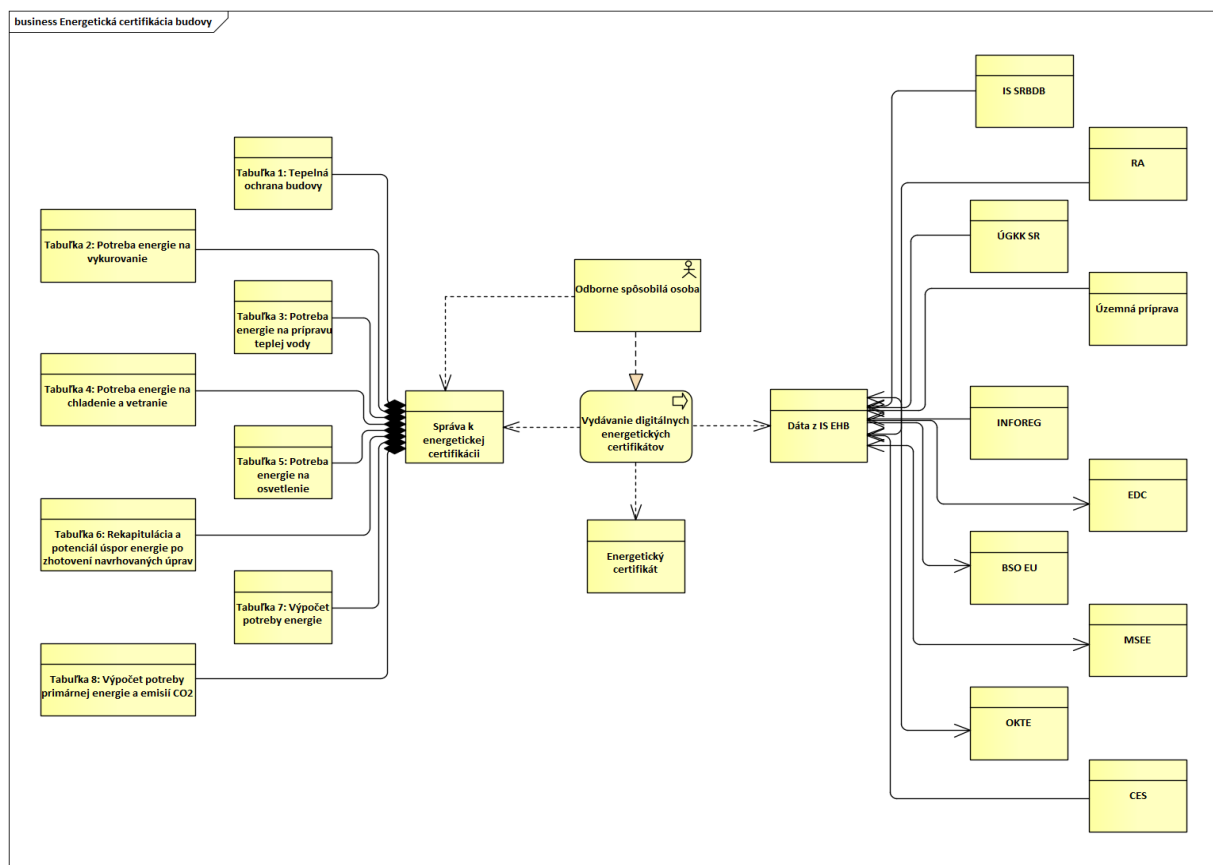 business Energetická certifikácia budovy
IS SRBDB
RA
Tabuľka 1: Tepelná
ochrana budovy
ÚGKK SR
Tabuľka 2: Potreba energie na
vykurovanie
Odborne spôsobilá osoba
Územná príprava
Tabuľka 3: Potreba
energie na prípravu
teplej vody
Tabuľka 4: Potreba energie na
chladenie a vetranie
Správa k
energetickej
certifikácii
Vydávanie digitálnych
energetických
certifikátov
Dáta z IS EHB
INFOREG
Tabuľka 5: Potreba
energie na
osvetlenie
EDC
Tabuľka 6: Rekapitulácia a
potenciál úspor energie po
zhotovení navrhovaných úprav
Energetický
certifikát
BSO EU
Tabuľka 7: Výpočet
potreby energie
MSEE
Tabuľka 8: Výpočet potreby
primárnej energie a emisií CO2
OKTE
CES